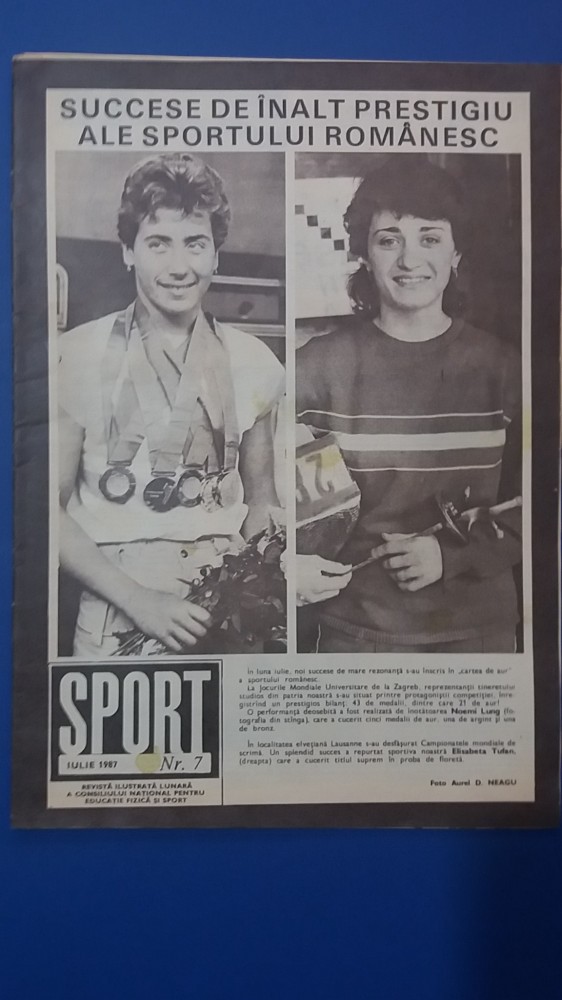 SUCCESE DE ÎNALT PRESTIGIU
ALE SPORTULUI ROMÂNESC
În luna iulie, noi succese de mare rezonanță s-au înscris în „cartea de aur"
a sportului românesc.
La Jocurile Mondiale Universitare de la Zagreb, reprezentanții tineretului
studios din patria noastră s-au situat printre protagoniștii competiției, înre-
gistrînd un prestigios bilanț: 43 de medalii, dintre care 21 de aur!
O performanță deosebită a fost realizată de înotătoarea Noemi Lung (fo-
tografia din stînga), care a cucerit cinci medalii de aur, una de argint și una
de bronz.
În localitatea elvețiană Lausanne s-au desfășurat Campionatele mondiale de
scrimă. Un splendid succes a reputat sportiva noastră Elisabeta Tufan,
(dreapta) care a cucerit titlul suprem în proba de floretă.
Foto Aurel D. NEAGU
SPORT
IULIE 1987 Nr. 7
REVISTĂ ILUSTRATĂ LUNARĂ
A CONSILIULUI NAȚIONAL PENTRU
EDUCAȚIE FIZICĂ ȘI SPORT